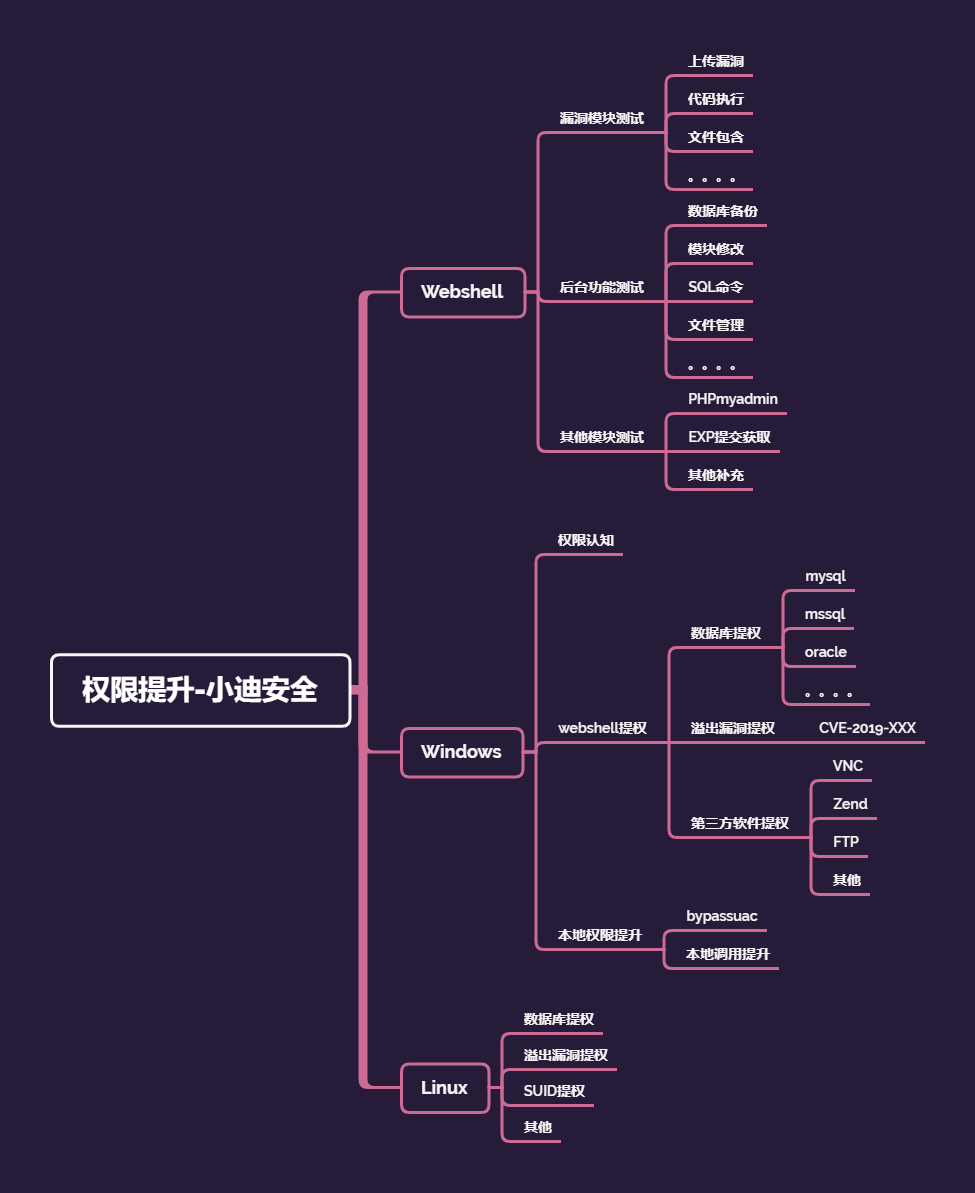 权限提升-小迪安全
Webshell
漏洞模块测试
上传漏洞
代码执行
文件包含
。。。。
后台功能测试
数据库备份
模块修改
SQL命令
文件管理
。。。。
其他模块测试
PHPmyadmin
EXP提交获取
其他补充
Windows
权限认知
webshell提权
数据库提权
mysql
mssql
oracle
。。。。
溢出漏洞提权
CVE-2019-XXX
第三方软件提权
VNC
Zend
FTP
其他
本地权限提升
bypassuac
本地调用提升
Linux
数据库提权
溢出漏洞提权
SUID提权
其他